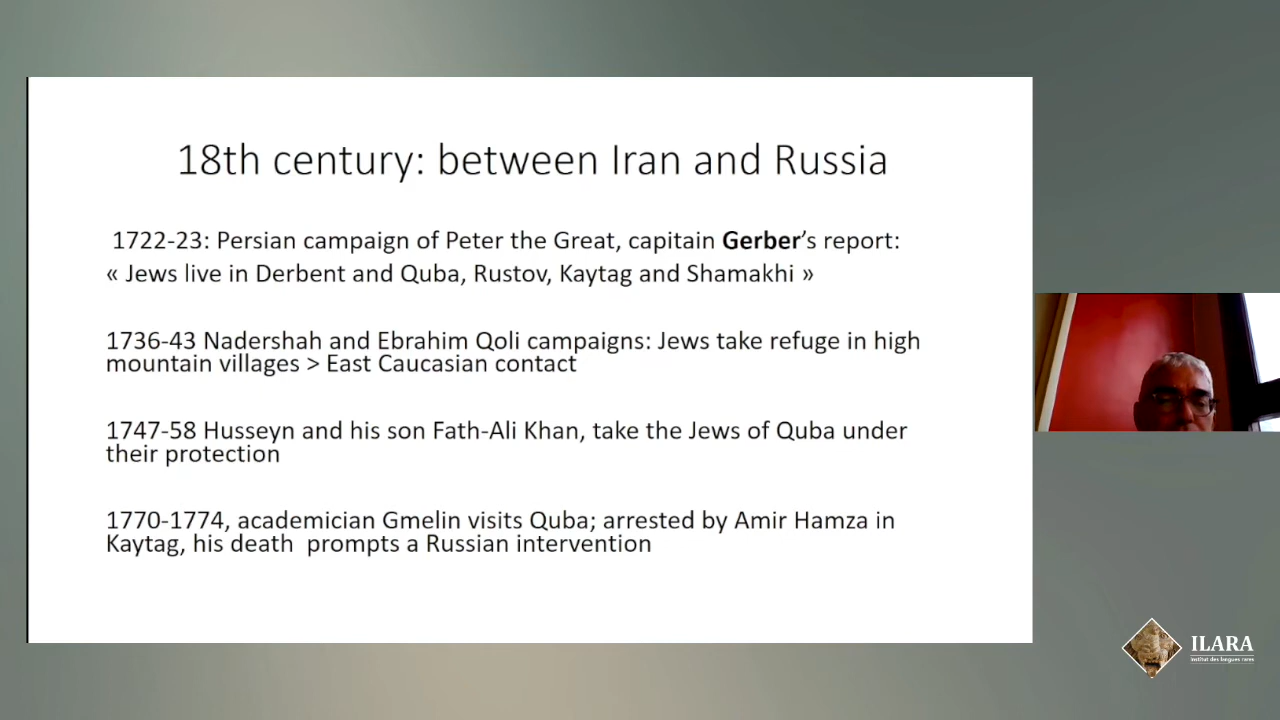 18th century: between Iran and Russia
1722-23: Persian campaign of Peter the Great, capitain Gerber’s report:
« Jews live in Derbent and Quba, Rustov, Kaytag and Shamakhi »
1736-43 Nadershah and Ebrahim Qoli campaigns: Jews take refuge in high
mountain villages > East Caucasian contact
1747-58 Husseyn and his son Fath-Ali Khan, take the Jews of Quba under
their protection
1770-1774, academician Gmelin visits Quba; arrested by Amir Hamza in
Kaytag, his death  prompts a Russian intervention
ILARA
Institut des langues rares